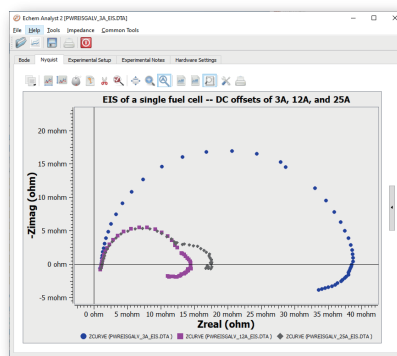 Echem Analyst 2 [PWREISGALV_3A_EIS.DTA]
File Help Tools Impedance Common Tools
Bode Nyquist Experimental Setup Experimental Notes Hardware Settings
EIS of a single fuel cell -- DC offsets of 3A, 12A, and 25A
-Zimag (ohm)
20 mohm
15 mohm
10 mohm
5 mohm
0 ohm
-5 mohm
0 ohm 5 mohm 10 mohm 15 mohm 20 mohm 25 mohm 30 mohm 35 mohm 40 mohm
Zreal (ohm)
ZCURVE (PWREISGALV_3A_EIS.DTA ) ZCURVE (PWREISGALV_12A_EIS.DTA ) ZCURVE (PWREISGALV_25A_EIS.DTA )